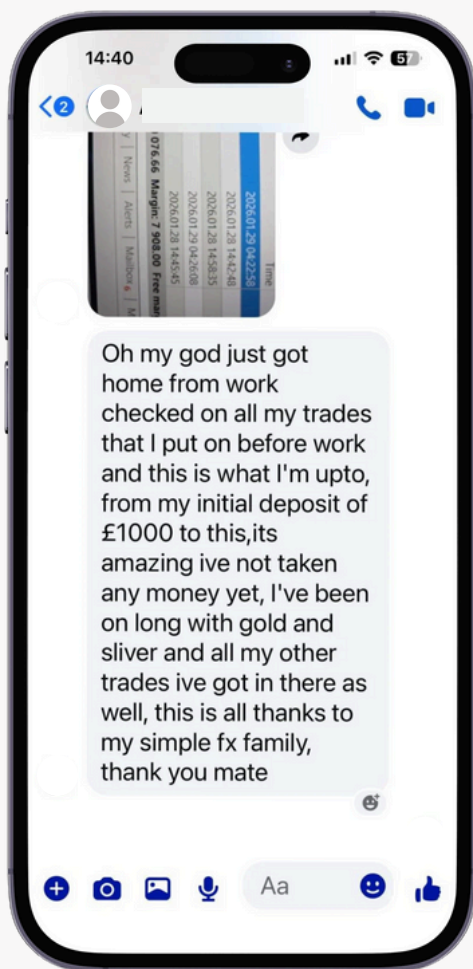 14:40
57
2
Time
2026.01.29 04:22:58
2026.01.28 14:42:48
2026.01.28 14:58:35
2026.01.29 04:26:08
2026.01.28 14:45:45
076.66 Margin: 7 908.00 Free mar
y | News | Alerts | Mailbox | M
Oh my god just got
home from work
checked on all my trades
that I put on before work
and this is what I'm upto,
from my initial deposit of
£1000 to this,its
amazing ive not taken
any money yet, I've been
on long with gold and
sliver and all my other
trades ive got in there as
well, this is all thanks to
my simple fx family,
thank you mate
Aa